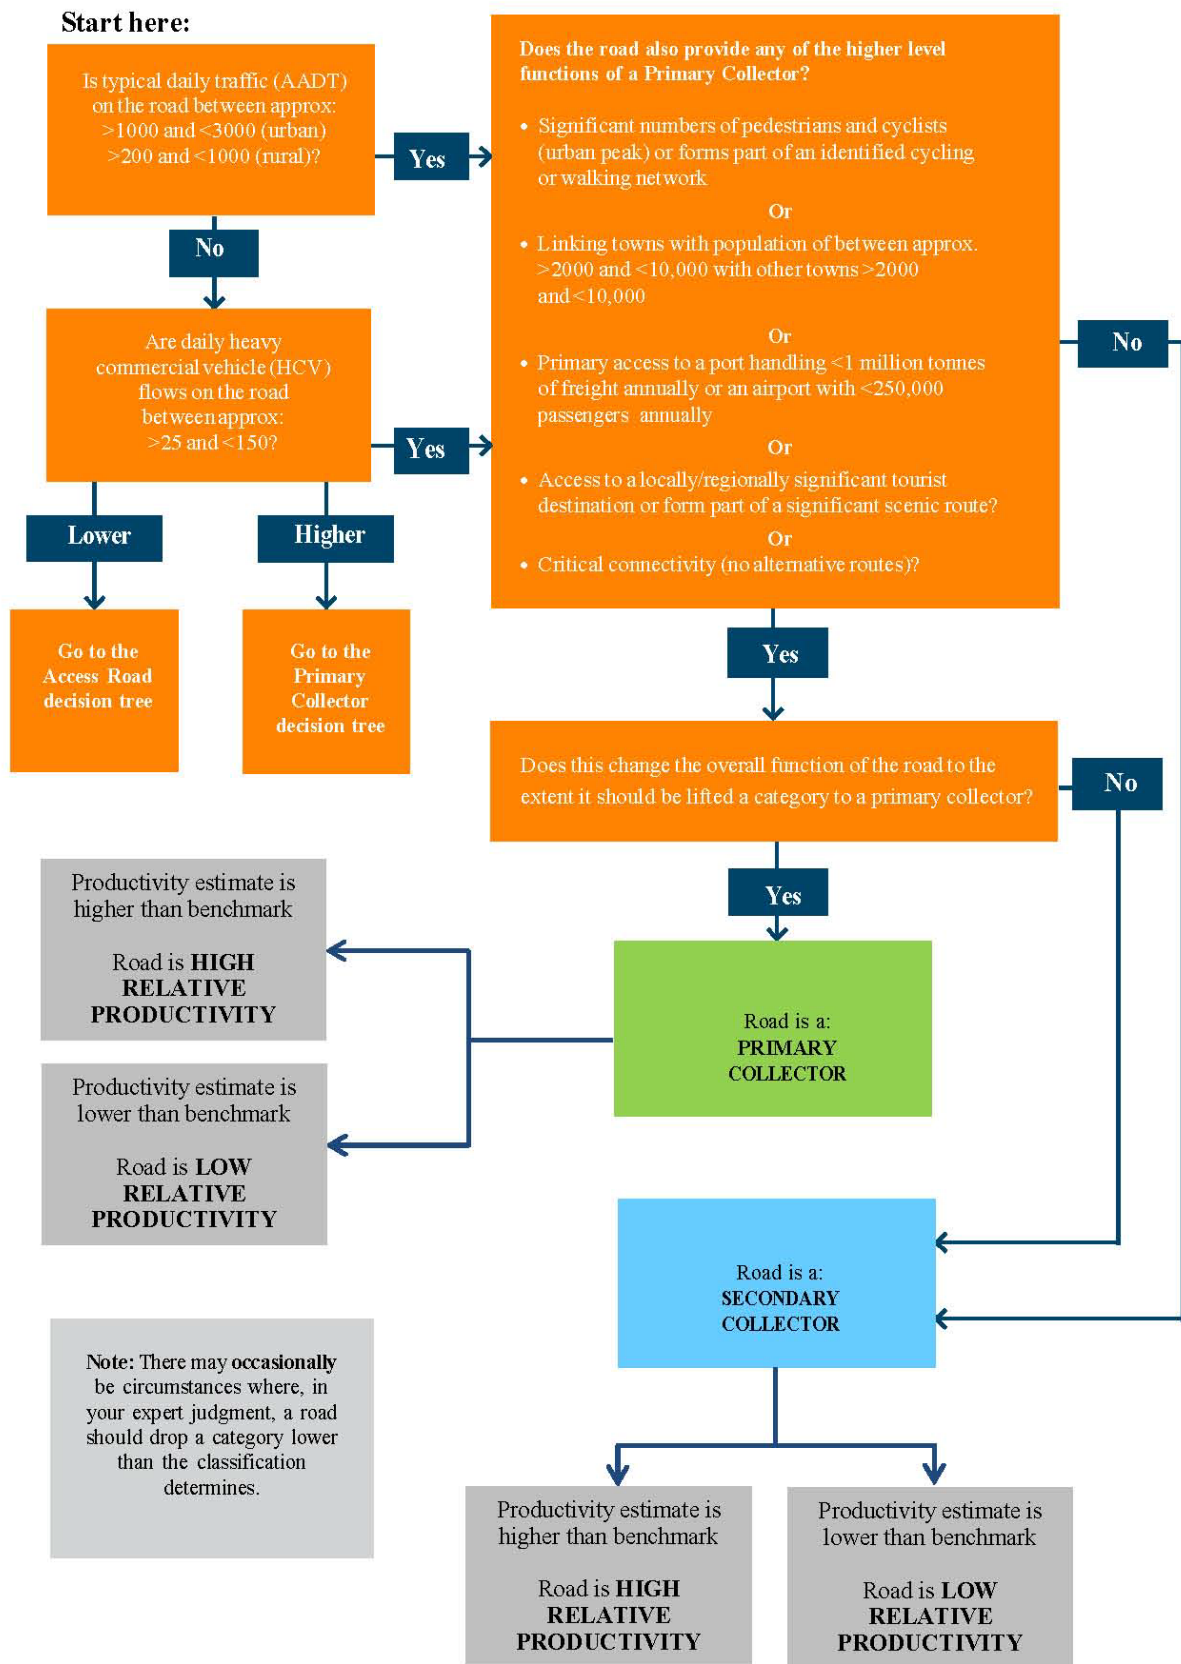 Start here:
Is typical daily traffic (AADT)
on the road between approx:
>1000 and <3000 (urban)
>200 and <1000 (rural)?
Yes
No
Are daily heavy
commercial vehicle (HCV)
flows on the road
between approx:
>25 and <150?
Yes
Lower
Higher
Go to the
Access Road
decision tree
Go to the
Primary
Collector
decision tree
Does the road also provide any of the higher level
functions of a Primary Collector?
• Significant numbers of pedestrians and cyclists
(urban peak) or forms part of an identified cycling
or walking network
Or
• Linking towns with population of between approx.
>2000 and <10,000 with other towns >2000
and <10,000
Or
• Primary access to a port handling <1 million tonnes
of freight annually or an airport with <250,000
passengers annually
Or
• Access to a locally/regionally significant tourist
destination or form part of a significant scenic route?
Or
• Critical connectivity (no alternative routes)?
No
Yes
Does this change the overall function of the road to the
extent it should be lifted a category to a primary collector?
No
Yes
Road is a:
PRIMARY
COLLECTOR
Productivity estimate is
higher than benchmark
Road is HIGH
RELATIVE
PRODUCTIVITY
Productivity estimate is
lower than benchmark
Road is LOW
RELATIVE
PRODUCTIVITY
Road is a:
SECONDARY
COLLECTOR
Note: There may occasionally
be circumstances where, in
your expert judgment, a road
should drop a category lower
than the classification
determines.
Productivity estimate is
higher than benchmark
Road is HIGH
RELATIVE
PRODUCTIVITY
Productivity estimate is
lower than benchmark
Road is LOW
RELATIVE
PRODUCTIVITY